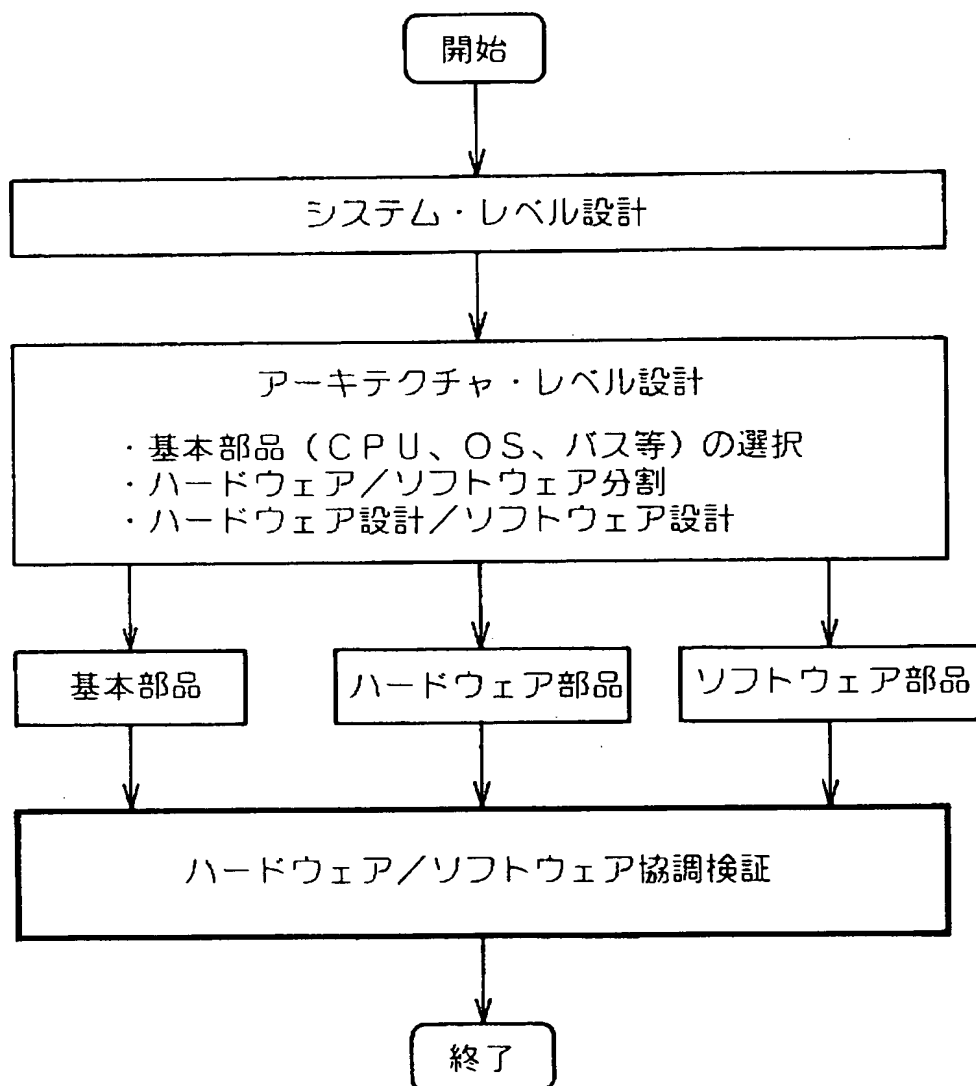 開始
システム・レベル設計
アーキテクチャ・レベル設計
・基本部品（ＣＰＵ、ＯＳ、バス等）の選択
・ハードウェア／ソフトウェア分割
・ハードウェア設計／ソフトウェア設計
基本部品
ハードウェア部品
ソフトウェア部品
ハードウェア／ソフトウェア協調検証
終了